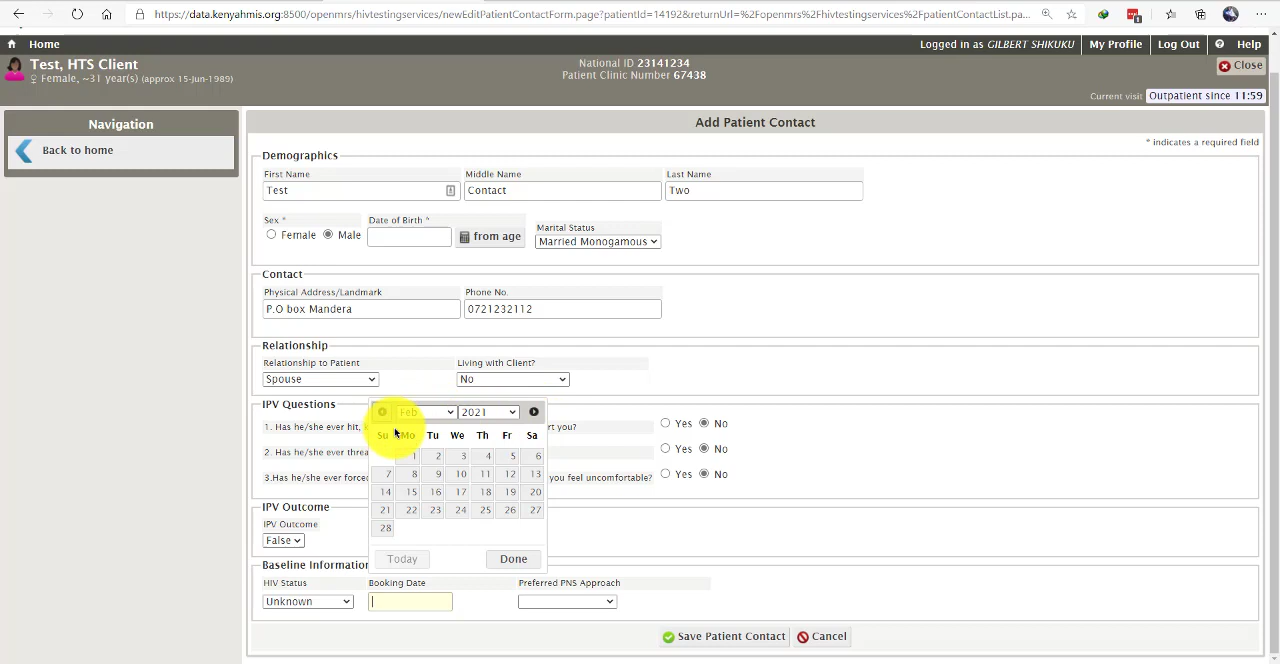 https://data.kenyahmis.org:8500/openmrs/hivtestingservices/newEditPatientContactForm.page?patientId=14192&returnUrl=%2Fopenmrs%2Fhivtestingservices%2FpatientContactList.pa...
Home
Logged in as GILBERT SHIKUKU My Profile Log Out Help
Test, HTS Client
Female, ~31 year(s) (approx 15-Jun-1989)
National ID 23141234
Patient Clinic Number 67438
Close
Current visit Outpatient since 11:59
Navigation
Back to home
Add Patient Contact
* indicates a required field
Demographics
First Name Middle Name Last Name
Test Contact Two
Sex * Date of Birth * Marital Status
Female Male from age Married Monogamous
Contact
Physical Address/Landmark Phone No.
P.O box Mandera 0721232112
Relationship
Relationship to Patient Living with Client?
Spouse No
IPV Questions
Feb 2021
1. Has he/she ever hit, rt you? Yes No
Su Mo Tu We Th Fr Sa
2. Has he/she ever Yes No
1 2 3 4 5 6
3.Has he/she ever you feel uncomfortable? Yes No
7 8 9 10 11 12 13
14 15 16 17 18 19 20
21 22 23 24 25 26 27
28
Today Done
IPV Outcome
IPV Outcome
False
Baseline Information
HIV Status Booking Date Preferred PNS Approach
Unknown
Save Patient Contact Cancel